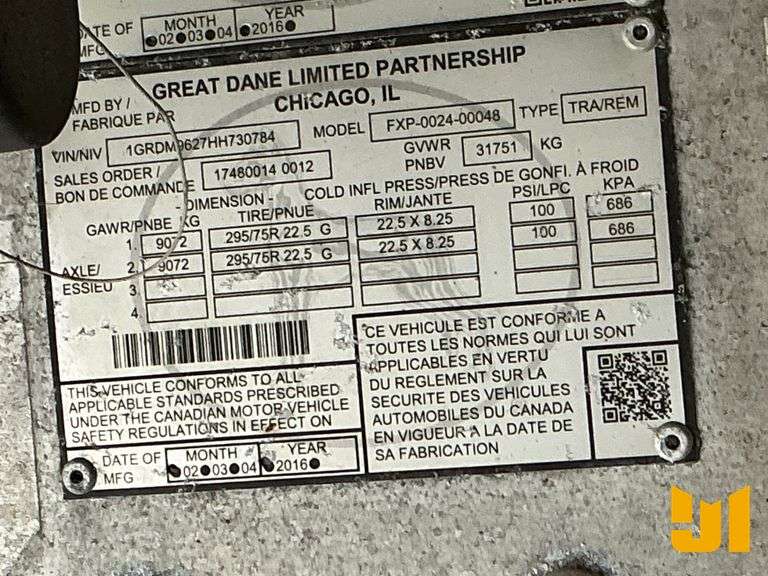 DATE OF MFG MONTH YEAR
02 03 04 2016
GREAT DANE LIMITED PARTNERSHIP
CHICAGO, IL
MFD BY /
FABRIQUE PAR
VIN/NIV 1GRDM9627HH730784 MODEL FXP-0024-00048 TYPE TRA/REM
SALES ORDER /
BON DE COMMANDE 17480014 0012 GVWR
PNBV 31751 KG
- DIMENSION - COLD INFL PRESS/PRESS DE GONFI. À FROID
GAWR/PNBE KG TIRE/PNUE RIM/JANTE PSI/LPC KPA
1. 9072 295/75R 22.5 G 22.5 X 8.25 100 686
AXLE/
ESSIEU
2. 9072 295/75R 22.5 G 22.5 X 8.25 100 686
3.
4.
THIS VEHICLE CONFORMS TO ALL
APPLICABLE STANDARDS PRESCRIBED
UNDER THE CANADIAN MOTOR VEHICLE
SAFETY REGULATIONS IN EFFECT ON
DATE OF
MFG
MONTH YEAR
02 03 04 2016
CE VEHICULE EST CONFORME A
TOUTES LES NORMES QUI LUI SONT
APPLICABLES EN VERTU
DU REGLEMENT SUR LA
SECURITE DES VEHICULES
AUTOMOBILES DU CANADA
EN VIGUEUR A LA DATE DE
SA FABRICATION